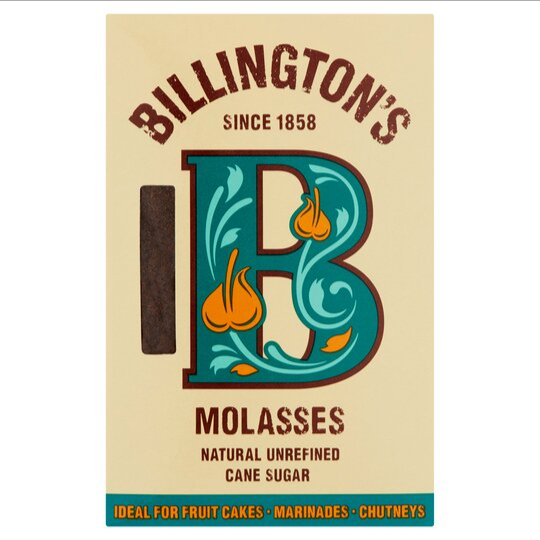 BILLINGTON'S
SINCE 1858
B
MOLASSES
NATURAL UNREFINED
CANE SUGAR
IDEAL FOR FRUIT CAKES • MARINADES • CHUTNEYS